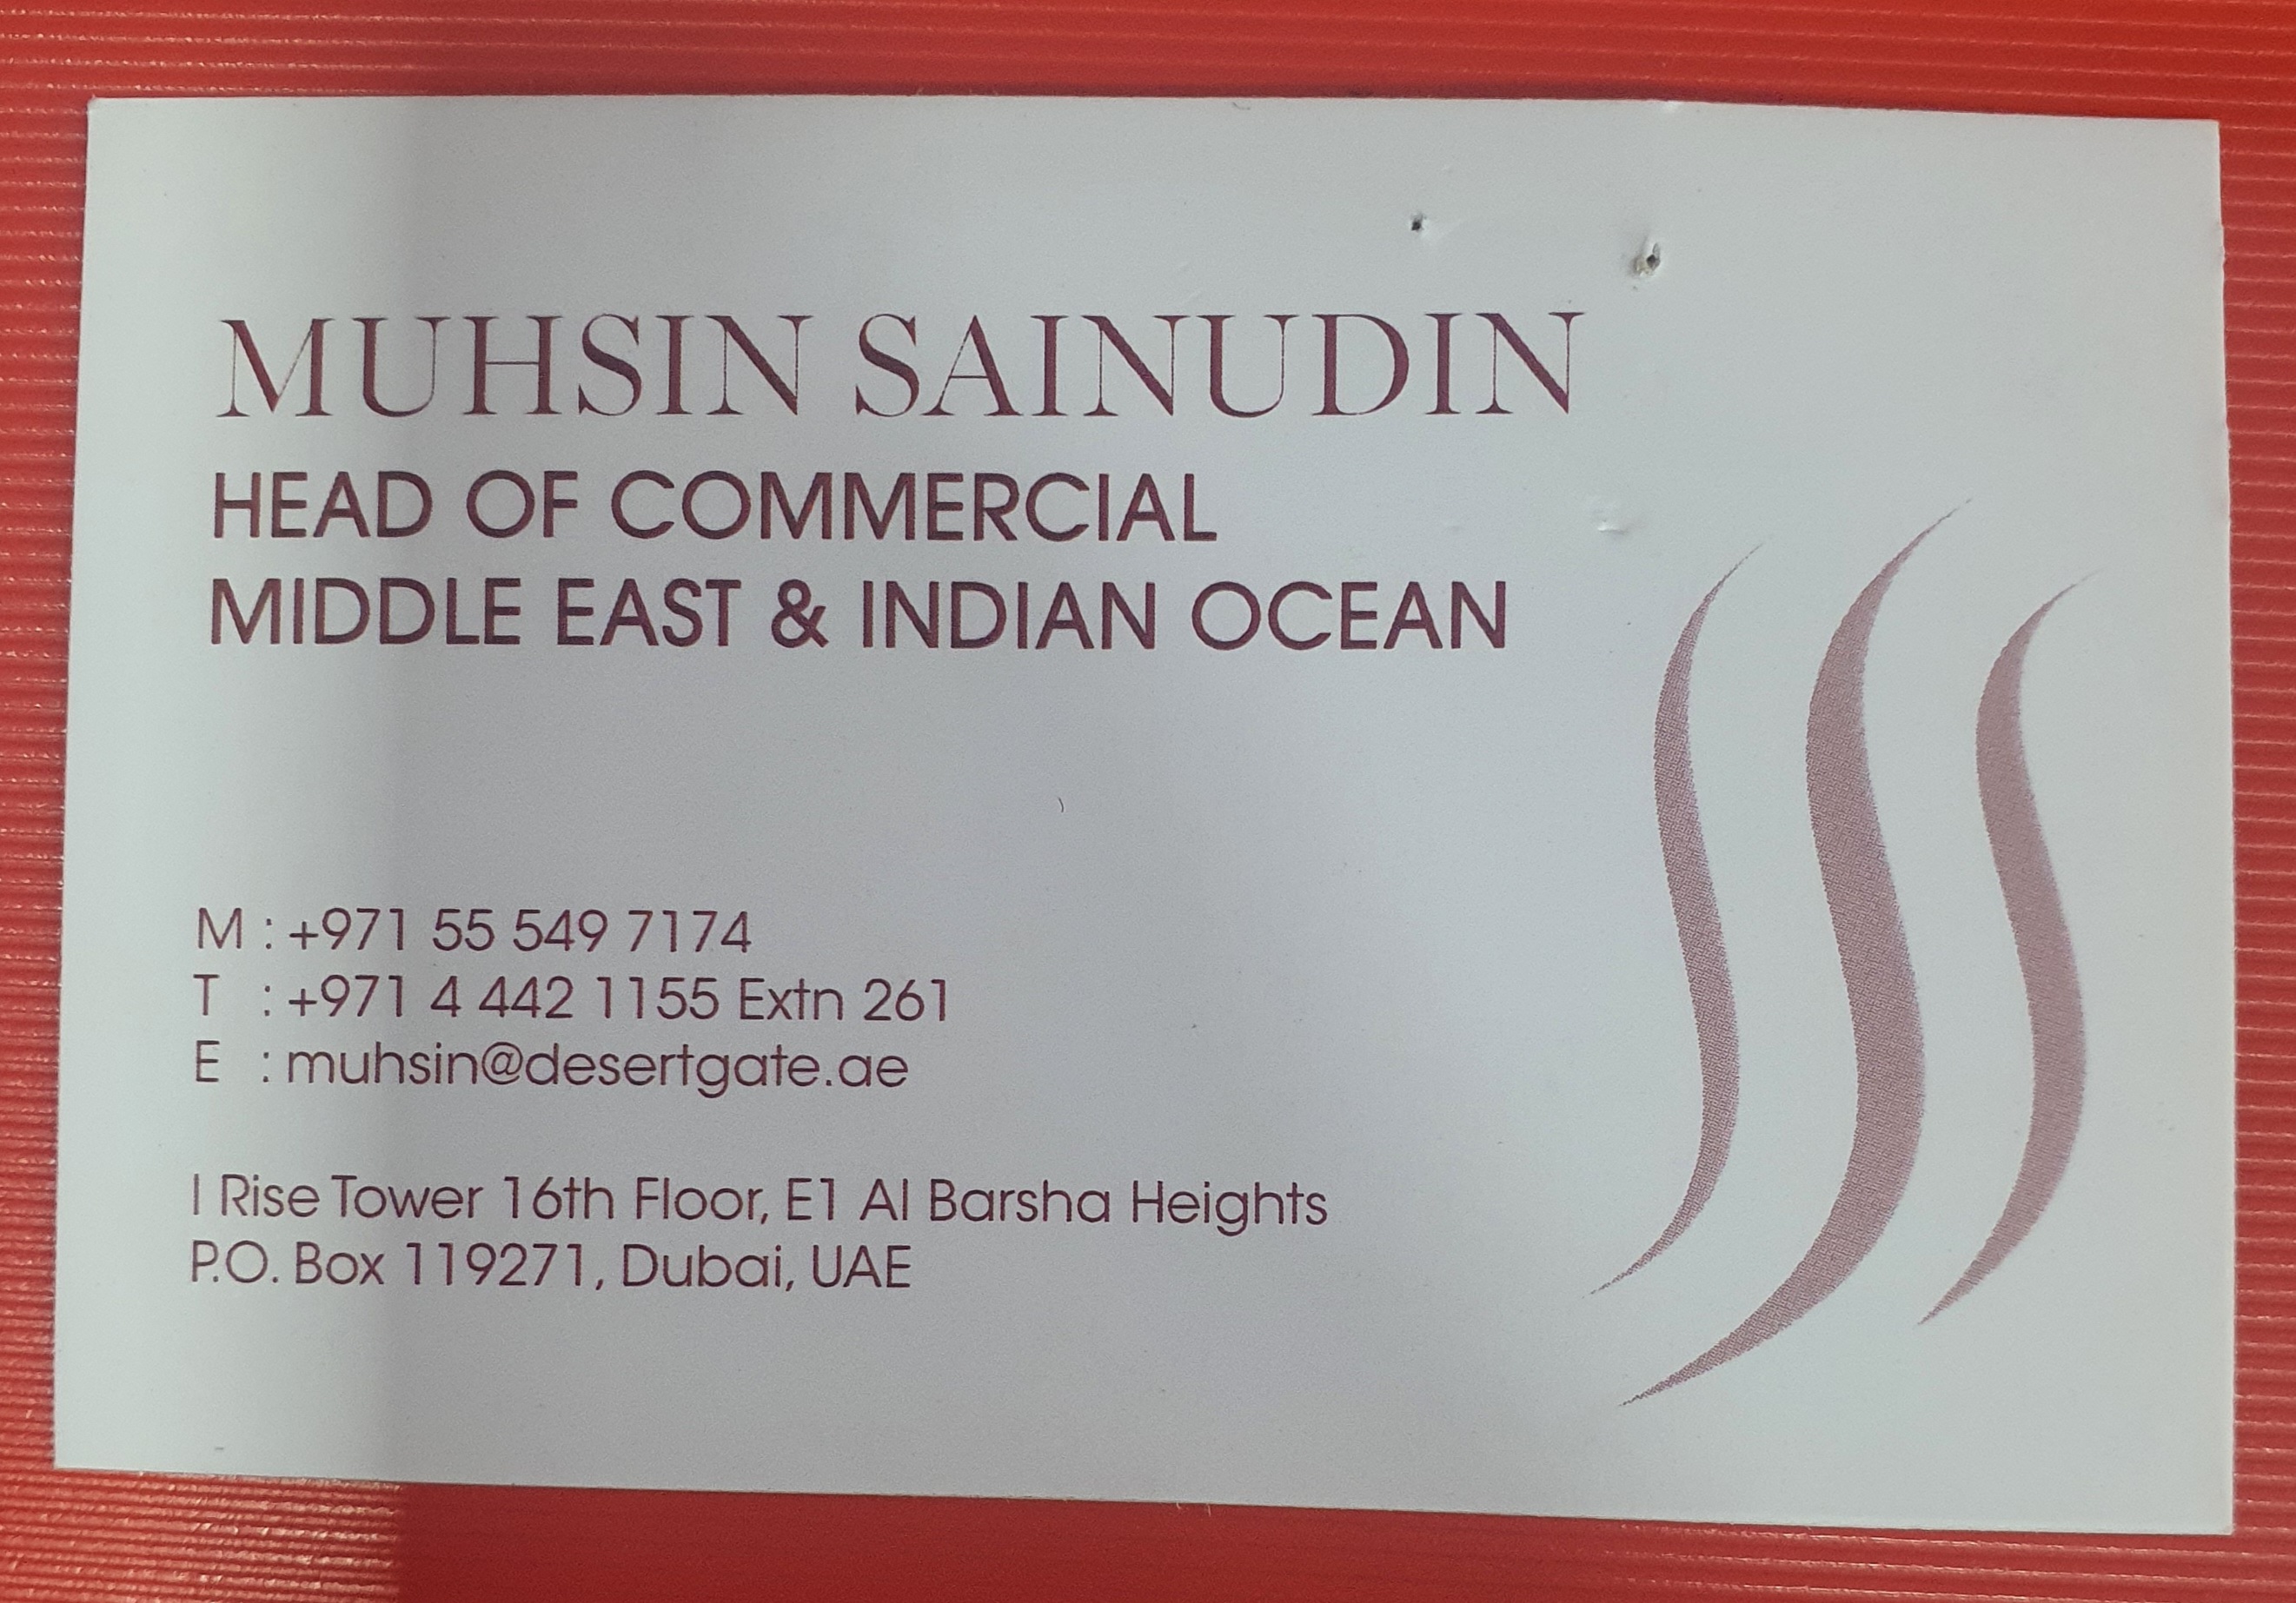 MUHSIN SAINUDIN
HEAD OF COMMERCIAL
MIDDLE EAST & INDIAN OCEAN
M : +971 55 549 7174
T : +971 4 442 1155 Extn 261
E : muhsin@desertgate.ae
I Rise Tower 16th Floor, E1 Al Barsha Heights
P.O. Box 119271, Dubai, UAE